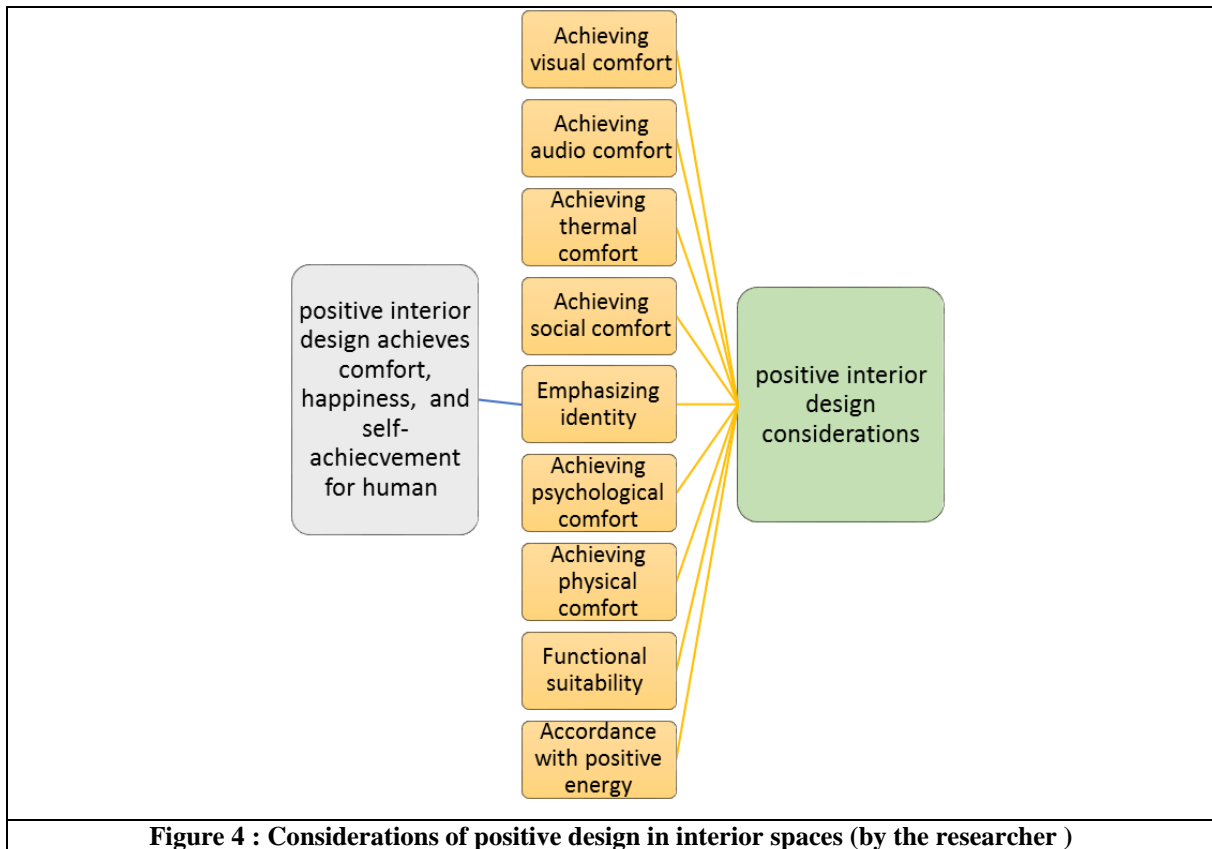 Achieving
visual comfort
Achieving
audio comfort
Achieving
thermal
comfort
Achieving
social comfort
positive interior
design achieves
comfort,
happiness, and
self-
achiecvement
for human
Emphasizing
identity
positive interior
design
considerations
Achieving
psychological
comfort
Achieving
physical
comfort
Functional
suitability
Accordance
with positive
energy
Figure 4 : Considerations of positive design in interior spaces (by the researcher )